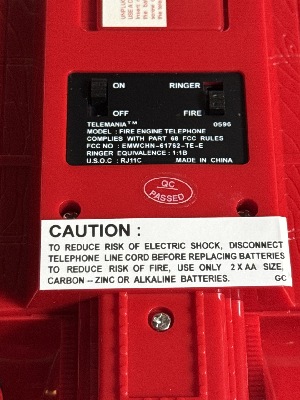 ON RINGER
OFF FIRE
TELEMANIA™ 0596
MODEL : FIRE ENGINE TELEPHONE
COMPLIES WITH PART 68 FCC RULES
FCC NO : EMWCHN-61762-TE-E
RINGER EQUIVALENCE : 1:1B
U.S.O.C : RJ11C MADE IN CHINA
QC
PASSED
CAUTION :
TO REDUCE RISK OF ELECTRIC SHOCK, DISCONNECT
TELEPHONE LINE CORD BEFORE REPLACING BATTERIES
TO REDUCE RISK OF FIRE, USE ONLY 2 X AA SIZE,
CARBON – ZINC OR ALKALINE BATTERIES. GC